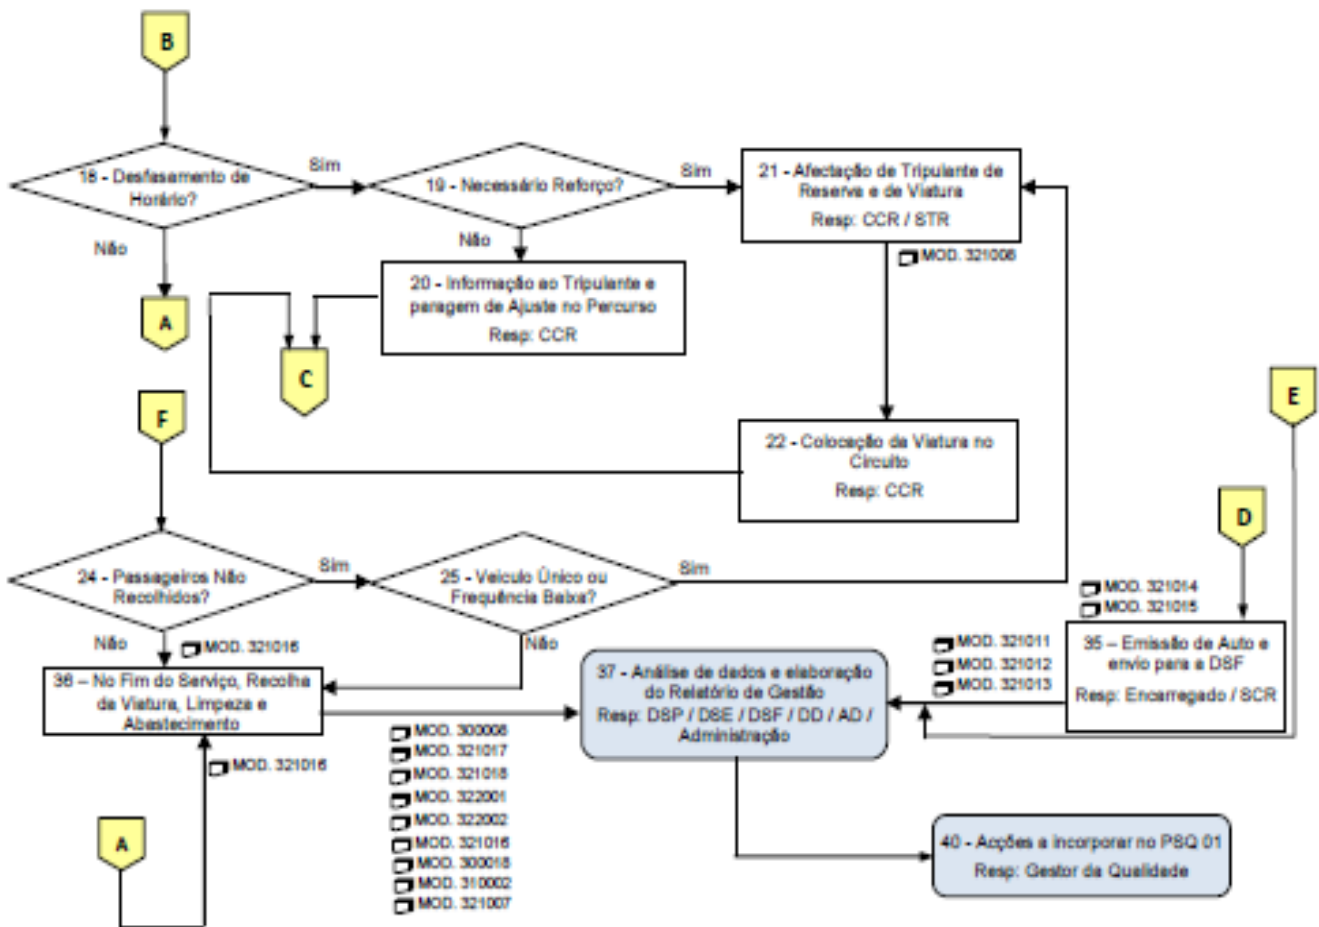 B
18 - Desfasamento de
Horário?
Sim
Não
19 - Necessário Reforço?
Sim
Não
21 - Afectação de Tripulante de
Reserva e de Viatura
Resp: CCR / STR
MOD. 321006
A
20 - Informação ao Tripulante e
paragem de Ajuste no Percurso
Resp: CCR
C
E
F
22 - Colocação da Viatura no
Circuito
Resp: CCR
D
24 - Passageiros Não
Recolhidos?
Sim
Não
25 - Veiculo Único ou
Frequência Baixa?
Sim
Não
MOD. 321014
MOD. 321015
MOD. 321016
MOD. 321011
MOD. 321012
MOD. 321013
35 – Emissão de Auto e
envio para a DSF
Resp: Encarregado / SCR
36 – No Fim do Serviço, Recolha
da Viatura, Limpeza e
Abastecimento
37 - Análise de dados e elaboração
do Relatório de Gestão
Resp: DSP / DSE / DSF / DD / AD /
Administração
MOD. 321016
MOD. 300006
MOD. 321017
MOD. 321018
MOD. 322001
MOD. 322002
MOD. 321016
MOD. 300018
MOD. 310002
MOD. 321007
A
40 - Acções a incorporar no PSQ 01
Resp: Gestor da Qualidade